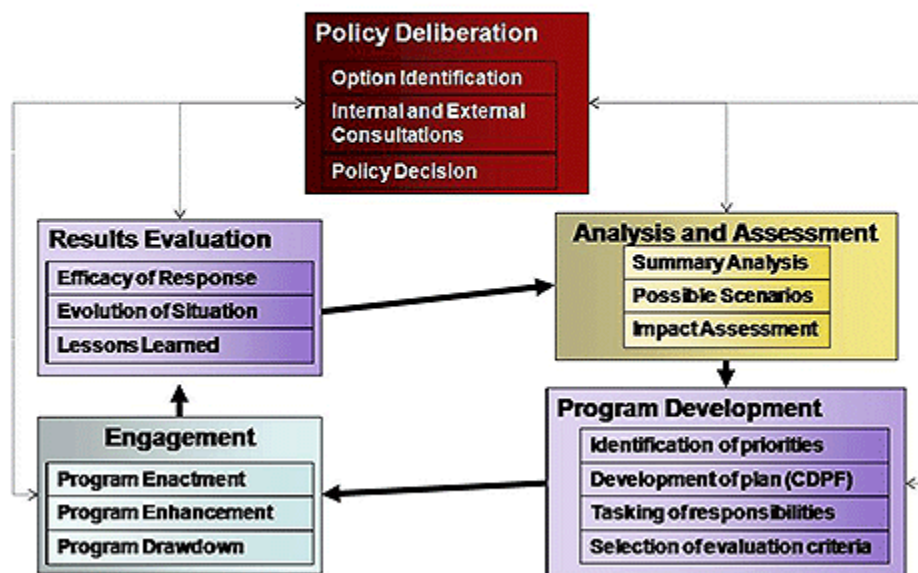 Policy Deliberation
Option Identification
Internal and External
Consultations
Policy Decision
Results Evaluation
Efficacy of Response
Evolution of Situation
Lessons Learned
Analysis and Assessment
Summary Analysis
Possible Scenarios
Impact Assessment
Engagement
Program Enactment
Program Enhancement
Program Drawdown
Program Development
Identification of priorities
Development of plan (CDPF)
Tasking of responsibilities
Selection of evaluation criteria